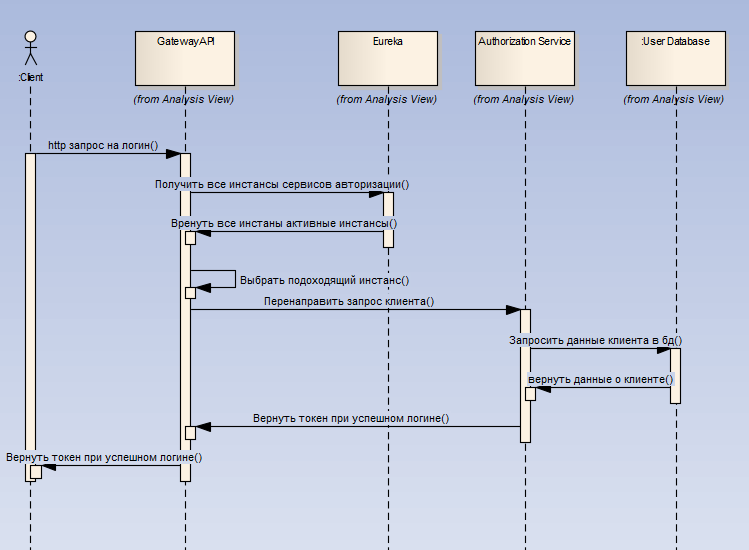 GatewayAPI
Eureka
Authorization Service
:User Database
:Client
(from Analysis View)
(from Analysis View)
(from Analysis View)
(from Analysis View)
http запрос на логин()
Получить все инстансы сервисов авторизации()
Вренуть все инстаны активные инстансы()
Выбрать подоходящий инстанс()
Перенаправить запрос клиента()
Запросить данные клиента в бд()
вернуть данные о клиенте()
Вернуть токен при успешном логине()
Вернуть токен при успешном логине()